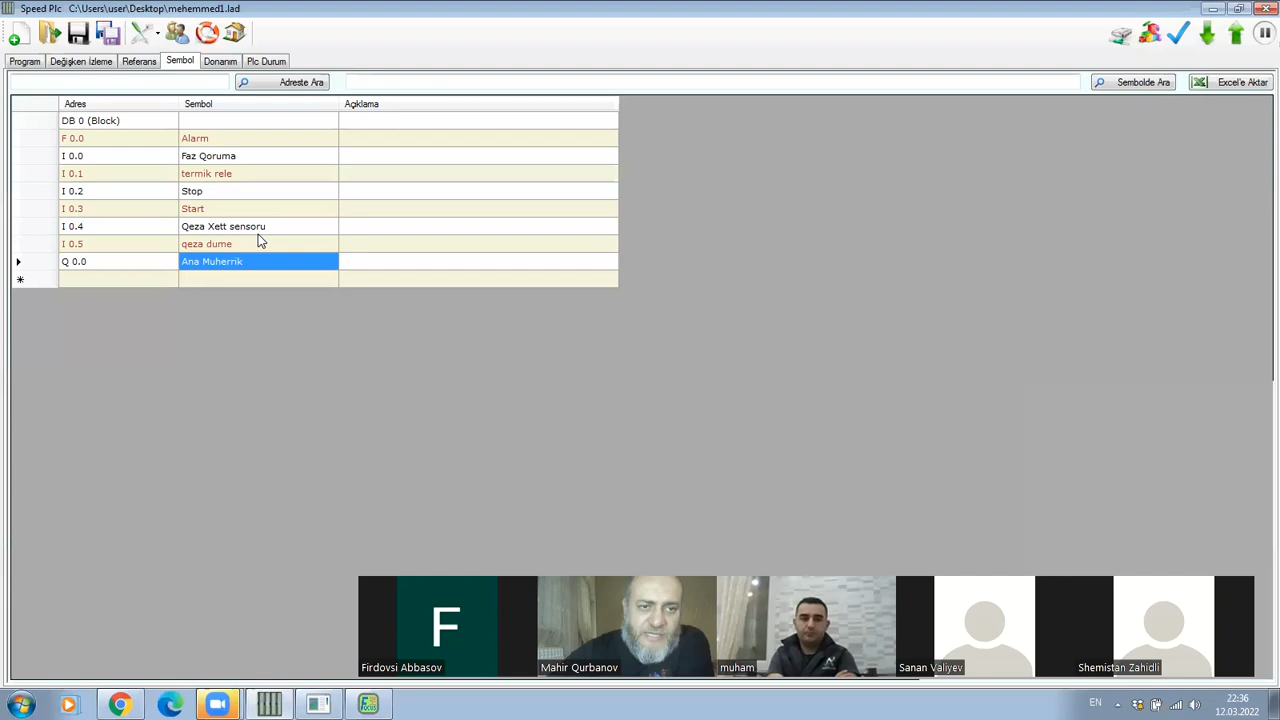 Speed Plc C:\Users\user\Desktop\mehemmed1.lad
Program Değişken İzleme Referans Sembol Donanım Plc Durum
Adreste Ara Sembolde Ara Excel'e Aktar
Adres Sembol Açıklama
DB 0 (Block)
F 0.0 Alarm
I 0.0 Faz Qoruma
I 0.1 termik rele
I 0.2 Stop
I 0.3 Start
I 0.4 Qeza Xett sensoru
I 0.5 qeza dume
Q 0.0 Ana Muherrik
F
Firdovsi Abbasov Mahir Qurbanov muham Sanan Valiyev Shemistan Zahidli
EN 22:36
12.03.2022
FOCUS